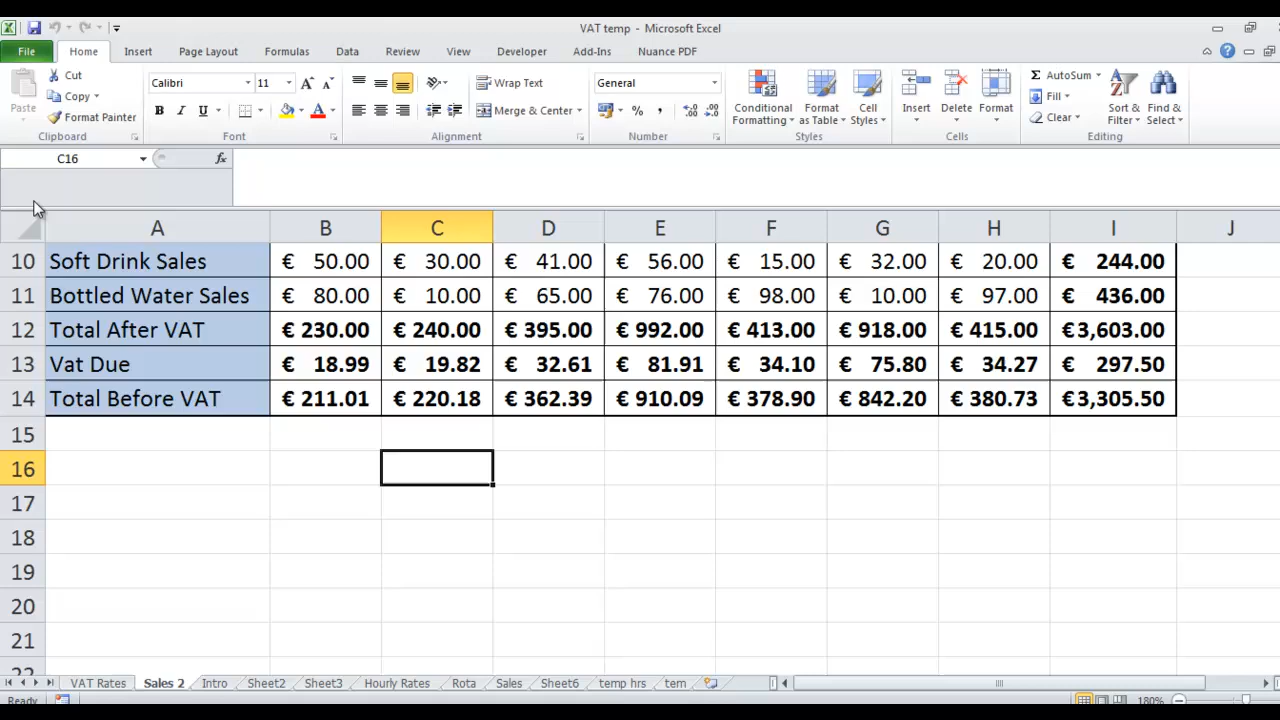 VAT temp - Microsoft Excel
File Home Insert Page Layout Formulas Data Review View Developer Add-Ins Nuance PDF
Paste Cut Copy Format Painter Clipboard
Calibri 11 B I U Font
Wrap Text Merge & Center Alignment
General % , Number
Conditional Formatting Format as Table Cell Styles Styles
Insert Delete Format Cells
Σ AutoSum Fill Clear Sort & Filter Find & Select Editing
C16 fx
A B C D E F G H I J
10 Soft Drink Sales € 50.00 € 30.00 € 41.00 € 56.00 € 15.00 € 32.00 € 20.00 € 244.00
11 Bottled Water Sales € 80.00 € 10.00 € 65.00 € 76.00 € 98.00 € 10.00 € 97.00 € 436.00
12 Total After VAT € 230.00 € 240.00 € 395.00 € 992.00 € 413.00 € 918.00 € 415.00 €3,603.00
13 Vat Due € 18.99 € 19.82 € 32.61 € 81.91 € 34.10 € 75.80 € 34.27 € 297.50
14 Total Before VAT € 211.01 € 220.18 € 362.39 € 910.09 € 378.90 € 842.20 € 380.73 €3,305.50
15
16
17
18
19
20
21
22
VAT Rates Sales 2 Intro Sheet2 Sheet3 Hourly Rates Rota Sales Sheet6 temp hrs tem
Ready 180%